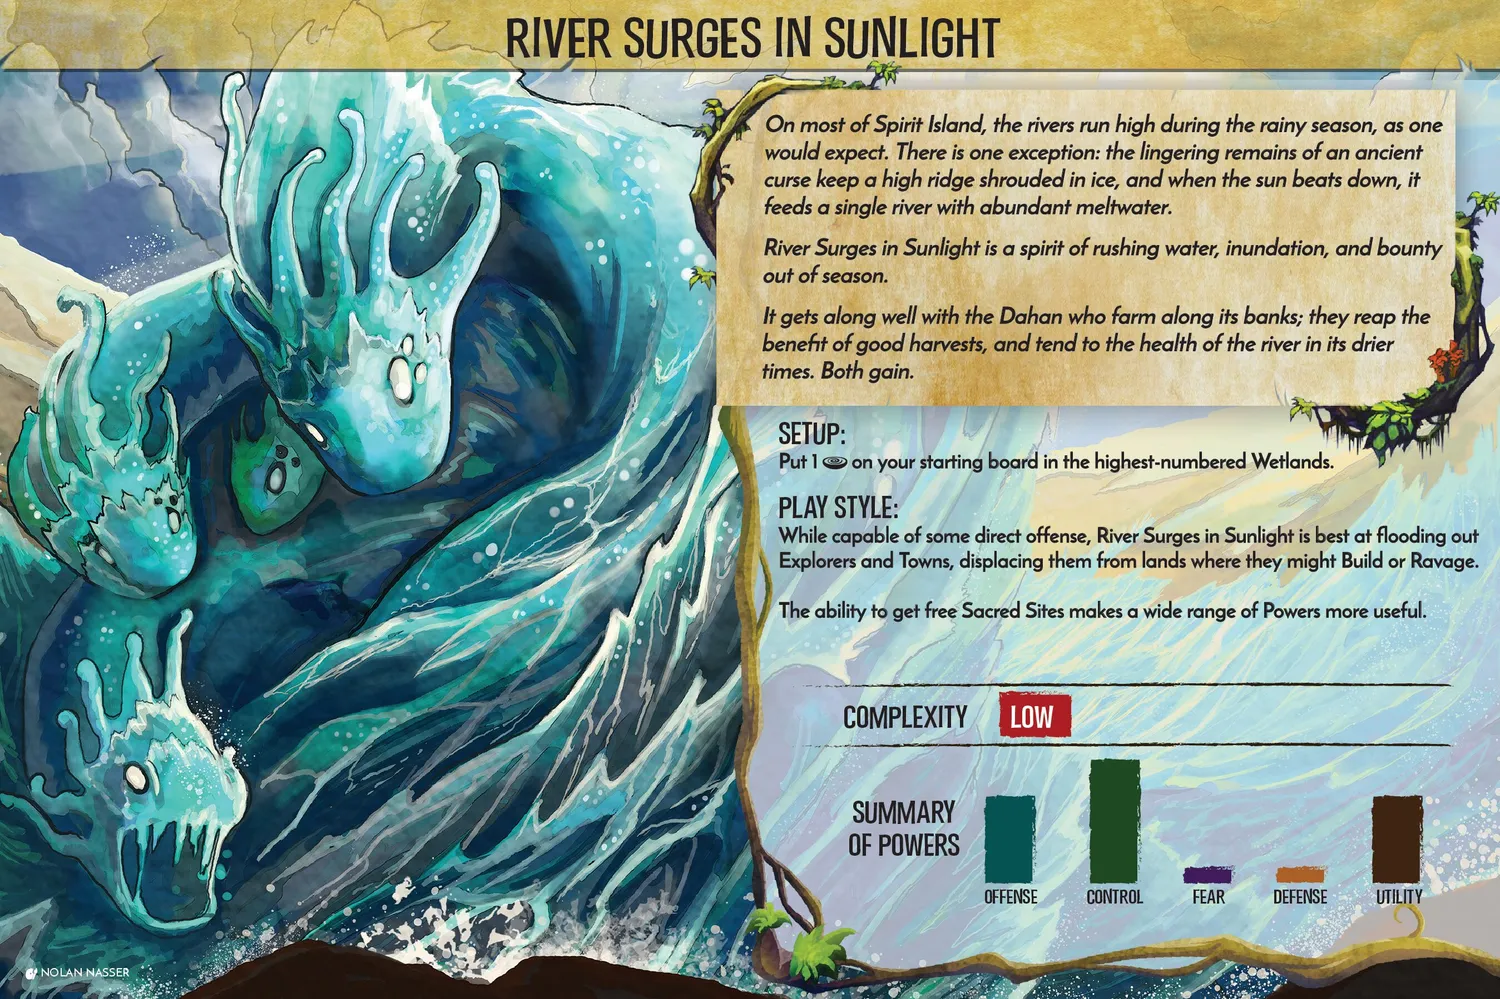 RIVER SURGES IN SUNLIGHT
On most of Spirit Island, the rivers run high during the rainy season, as one
would expect. There is one exception: the lingering remains of an ancient
curse keep a high ridge shrouded in ice, and when the sun beats down, it
feeds a single river with abundant meltwater.
River Surges in Sunlight is a spirit of rushing water, inundation, and bounty
out of season.
It gets along well with the Dahan who farm along its banks; they reap the
benefit of good harvests, and tend to the health of the river in its drier
times. Both gain.
SETUP:
Put 1 on your starting board in the highest-numbered Wetlands.
PLAY STYLE:
While capable of some direct offense, River Surges in Sunlight is best at flooding out
Explorers and Towns, displacing them from lands where they might Build or Ravage.
The ability to get free Sacred Sites makes a wide range of Powers more useful.
COMPLEXITY LOW
SUMMARY
OF POWERS
OFFENSE CONTROL FEAR DEFENSE UTILITY
NOLAN NASSER